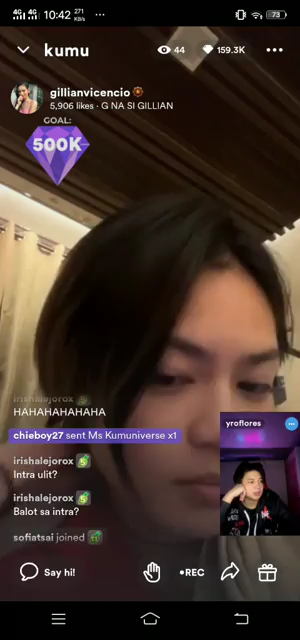 4G 4G 10:42 271 KB/s ... 73
kumu 44 159.3K
gillianvicencio
5,906 likes · G NA SI GILLIAN
GOAL:
500K
irishalejorox
HAHAHAHAHAHA
chieboy27 sent Ms Kumuniverse x1
yroflores
irishalejorox
Intra ulit?
irishalejorox
Balot sa intra?
sofiatsai joined
Say hi!
•REC